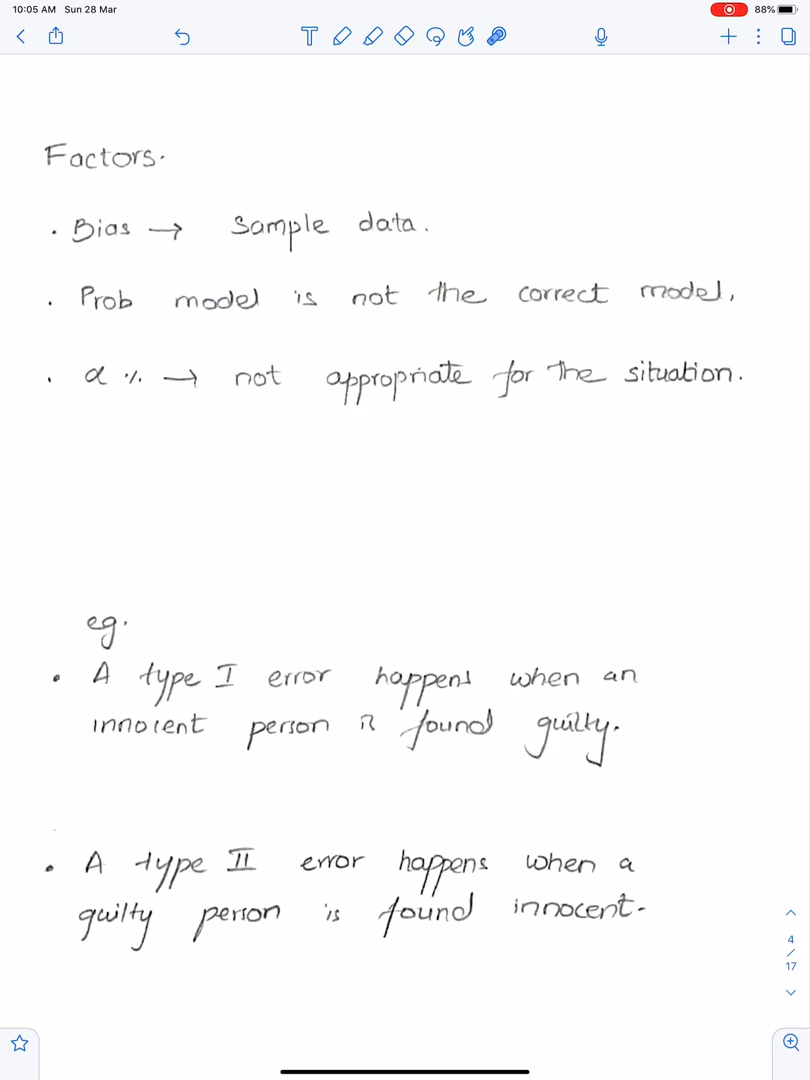 10:05 AM Sun 28 Mar
88%
T
Factors.
• Bias → Sample data.
• Prob model is not the correct model,
• α % → not appropriate for the situation.
eg.
• A type I error happens when an
innocent person is found guilty.
• A type II error happens when a
guilty person is found innocent.
4
/
17